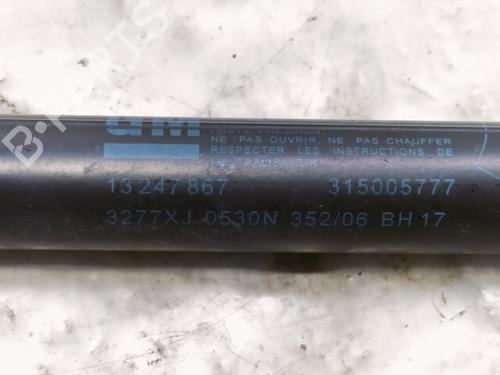 GM
NE PAS OUVRIR, NE PAS CHAUFFER
RESPECTER LES INSTRUCTIONS DE
13 247 867 315005777
3277XJ 0530N 352/06 BH 17